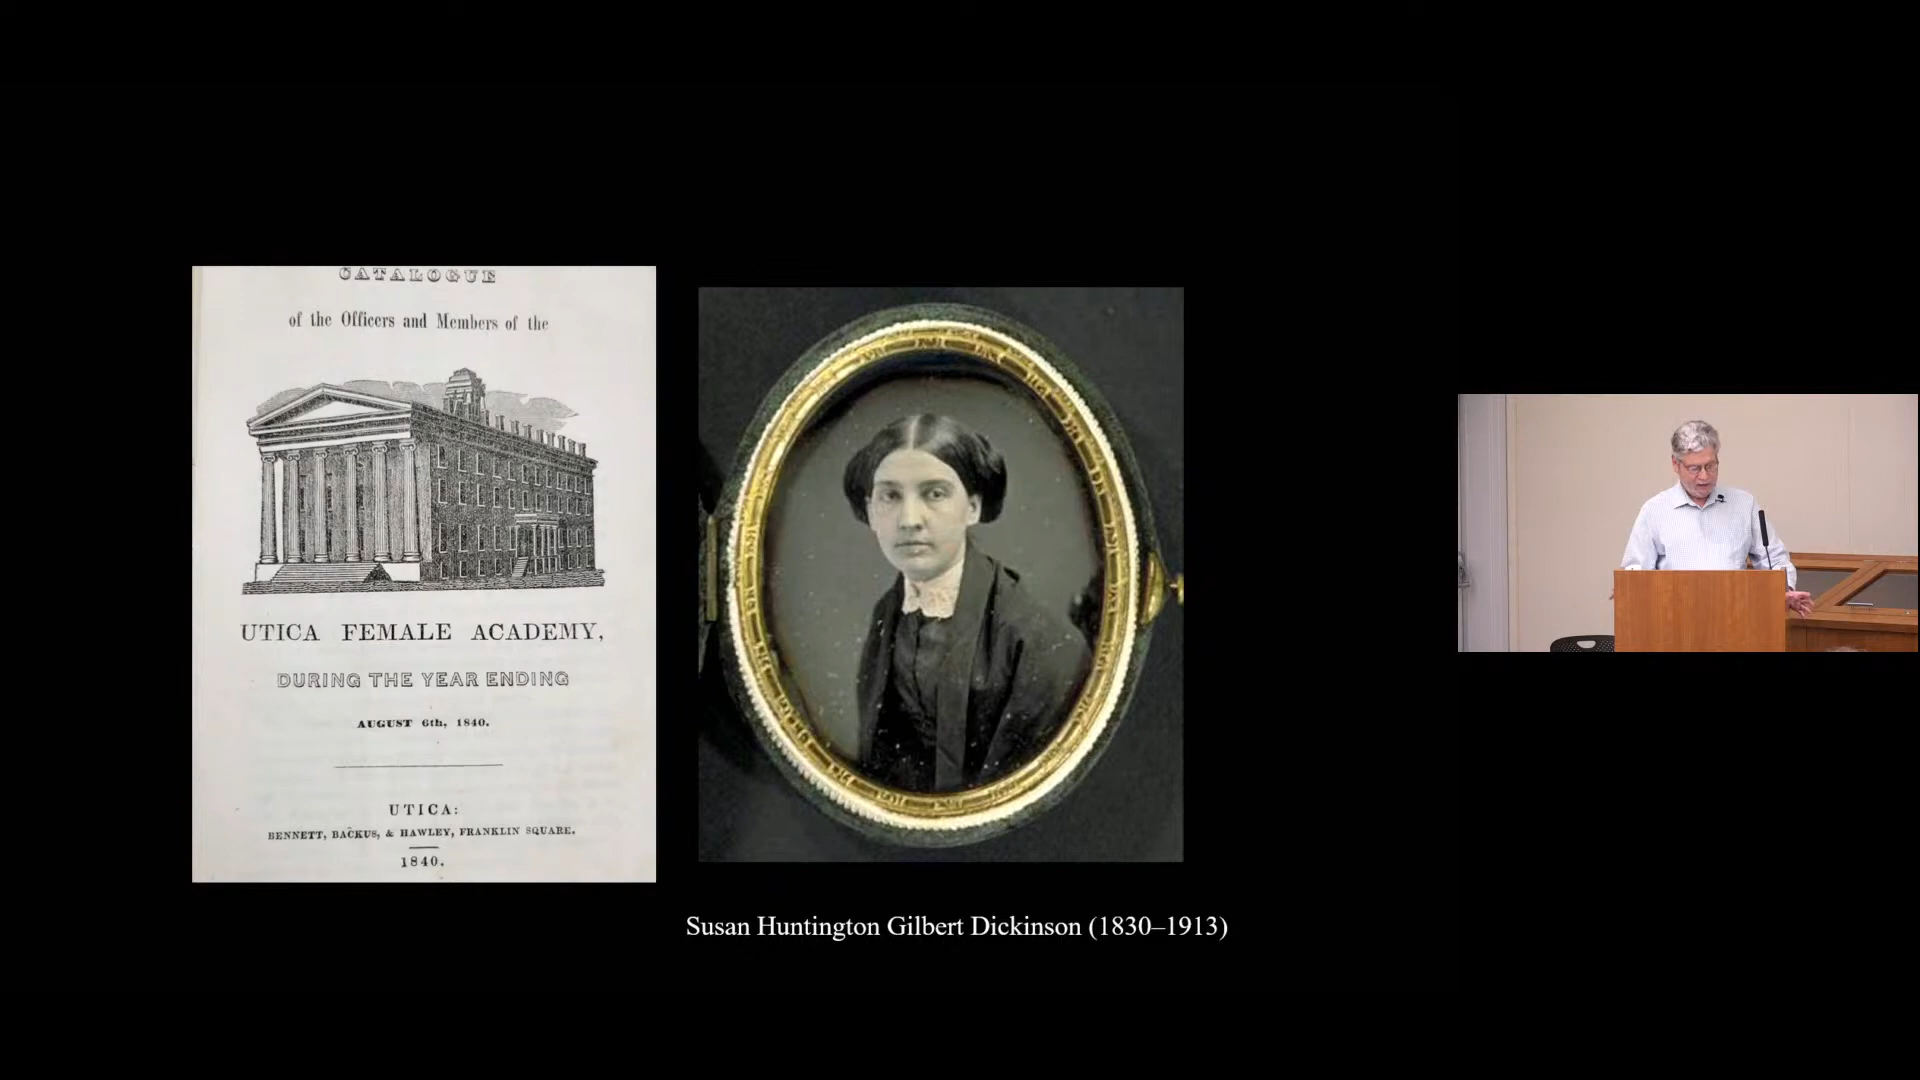 CATALOGUE
of the Officers and Members of the
UTICA FEMALE ACADEMY,
DURING THE YEAR ENDING
AUGUST 6th, 1840.
UTICA:
BENNETT, BACKUS, & HAWLEY, FRANKLIN SQUARE.
1840.
Susan Huntington Gilbert Dickinson (1830–1913)